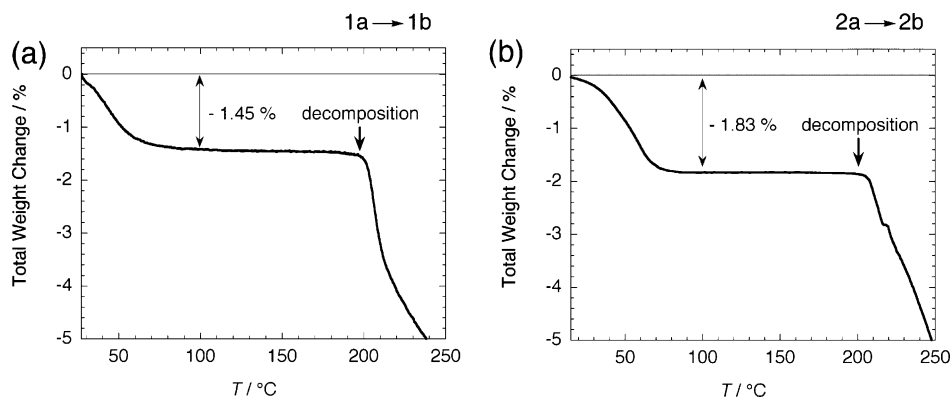 1a → 1b
(a)
0
-1
-2
-3
-4
-5
Total Weight Change / %
- 1.45 %
decomposition
50 100 150 200 250
T / °C
2a → 2b
(b)
0
-1
-2
-3
-4
-5
Total Weight Change / %
- 1.83 %
decomposition
50 100 150 200 250
T / °C